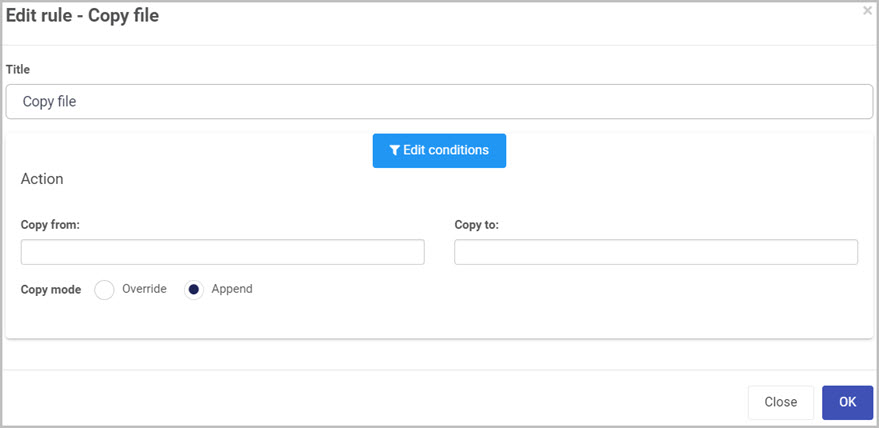 Edit rule - Copy file
×
Title
Copy file
Edit conditions
Action
Copy from: Copy to:
Copy mode Override Append
Close OK